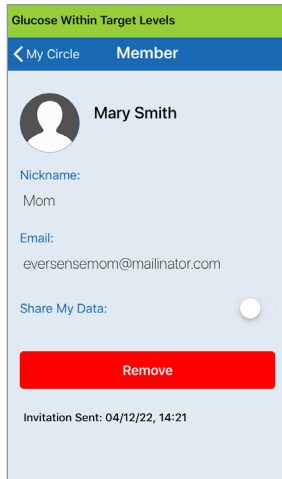 Glucose Within Target Levels
My Circle Member
Mary Smith
Nickname:
Mom
Email:
eversensemom@mailinator.com
Share My Data:
Remove
Invitation Sent: 04/12/22, 14:21